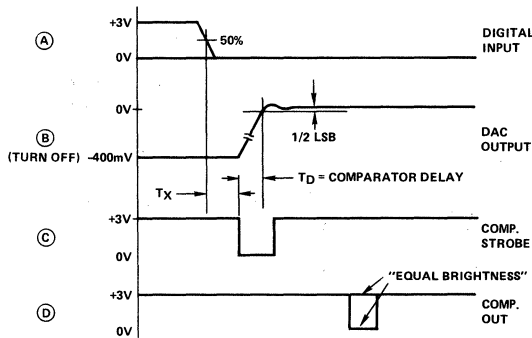 +3V
50%
DIGITAL
INPUT
A
0V
0V
B
(TURN OFF)
-400mV
1/2 LSB
DAC
OUTPUT
TX
TD = COMPARATOR DELAY
+3V
C
COMP.
STROBE
0V
"EQUAL BRIGHTNESS"
+3V
D
COMP.
OUT
0V